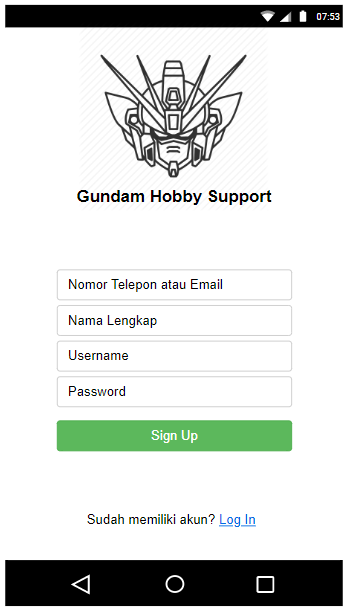 07:53
Gundam Hobby Support
Nomor Telepon atau Email
Nama Lengkap
Username
Password
Sign Up
Sudah memiliki akun? Log In